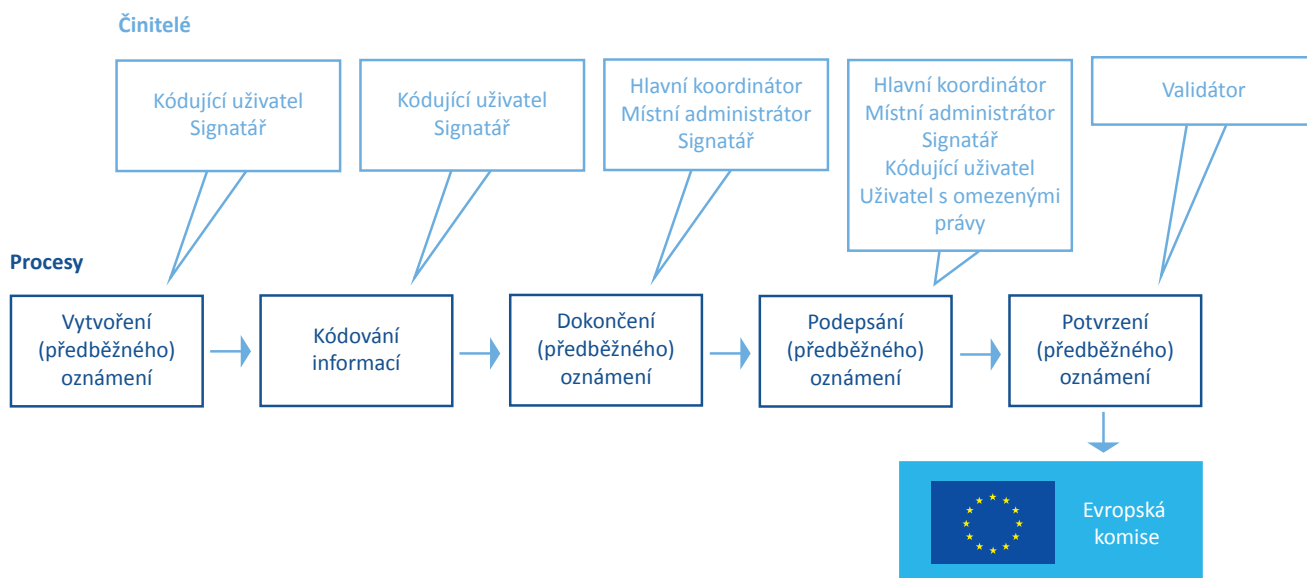 Činitelé
Kódující uživatel
Signatář
Kódující uživatel
Signatář
Hlavní koordinátor
Místní administrátor
Signatář
Hlavní koordinátor
Místní administrátor
Signatář
Kódující uživatel
Uživatel s omezenými
právy
Validátor
Procesy
Vytvoření
(předběžného)
oznámení
Kódování
informací
Dokončení
(předběžného)
oznámení
Podepsání
(předběžného)
oznámení
Potvrzení
(předběžného)
oznámení
Evropská
komise